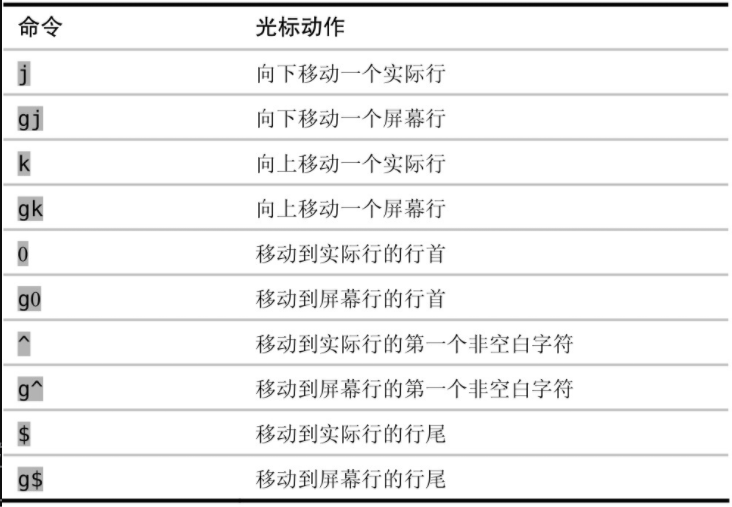 命令 光标动作
j 向下移动一个实际行
gj 向下移动一个屏幕行
k 向上移动一个实际行
gk 向上移动一个屏幕行
0 移动到实际行的行首
g0 移动到屏幕行的行首
^ 移动到实际行的第一个非空白字符
g^ 移动到屏幕行的第一个非空白字符
$ 移动到实际行的行尾
g$ 移动到屏幕行的行尾